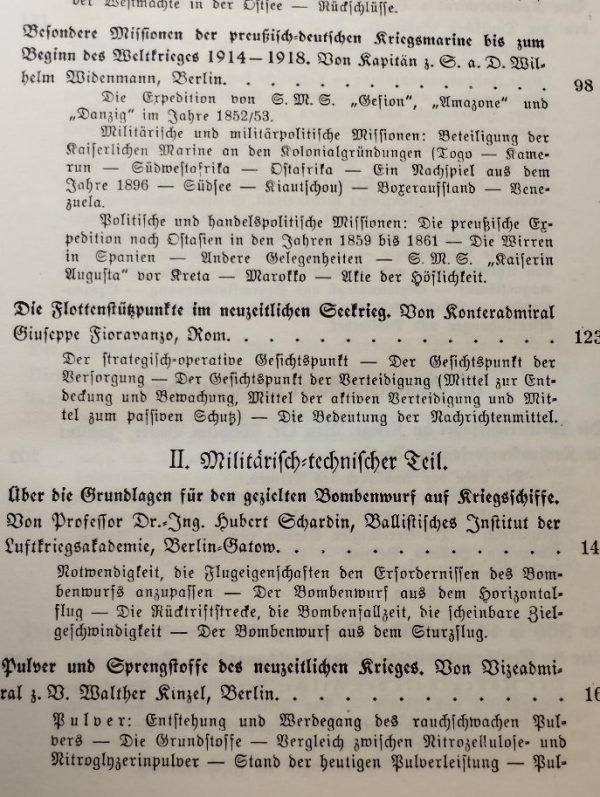 der Westmächte in der Ostsee — Rückschlüsse.
Besondere Missionen der preußisch-deutschen Kriegsmarine bis zum
Beginn des Weltkrieges 1914—1918. Von Kapitän z. S. a. D. Wil-
helm Widenmann, Berlin. . . . . . . . . . . . . . 98
Die Expedition von S. M. S. „Gefion", „Amazone" und
„Danzig" im Jahre 1852/53.
Militärische und militärpolitische Missionen: Beteiligung der
Kaiserlichen Marine an den Kolonialgründungen (Togo — Kame-
run — Südwestafrika — Ostafrika — Ein Nachspiel aus dem
Jahre 1896 — Südsee — Kiautschou) — Boxeraufstand — Vene-
zuela.
Politische und handelspolitische Missionen: Die preußische Ex-
pedition nach Ostasien in den Jahren 1859 bis 1861 — Die Wirren
in Spanien — Andere Gelegenheiten — S. M. S. „Kaiserin
Augusta" vor Kreta — Marokko — Akte der Höflichkeit.
Die Flottenstützpunkte im neuzeitlichen Seekrieg. Von Konteradmiral
Giuseppe Fioravanzo, Rom. . . . . . . . . . . . . . 123
Der strategisch-operative Gesichtspunkt — Der Gesichtspunkt der
Versorgung — Der Gesichtspunkt der Verteidigung (Mittel zur Ent-
deckung und Bewachung, Mittel der aktiven Verteidigung und Mit-
tel zum passiven Schutz) — Die Bedeutung der Nachrichtenmittel.
II. Militärisch-technischer Teil.
Über die Grundlagen für den gezielten Bombenwurf auf Kriegsschiffe.
Von Professor Dr.-Ing. Hubert Schardin, Ballistisches Institut der
Luftkriegsakademie, Berlin-Gatow. . . . . . . . . . . . 14
Notwendigkeit, die Flugeigenschaften den Erfordernissen des Bom-
benwurfs anzupassen — Der Bombenwurf aus dem Horizontal-
flug — Die Rücktriftstrecke, die Bombenfallzeit, die scheinbare Ziel-
geschwindigkeit — Der Bombenwurf aus dem Sturzflug.
Pulver und Sprengstoffe des neuzeitlichen Krieges. Von Vizeadmi-
ral z. V. Walther Kinzel, Berlin. . . . . . . . . . . . 16
Pulver: Entstehung und Werdegang des rauchschwachen Pul-
vers — Die Grundstoffe — Vergleich zwischen Nitrozellulose- und
Nitroglyzerinpulver — Stand der heutigen Pulverleistung — Pul-